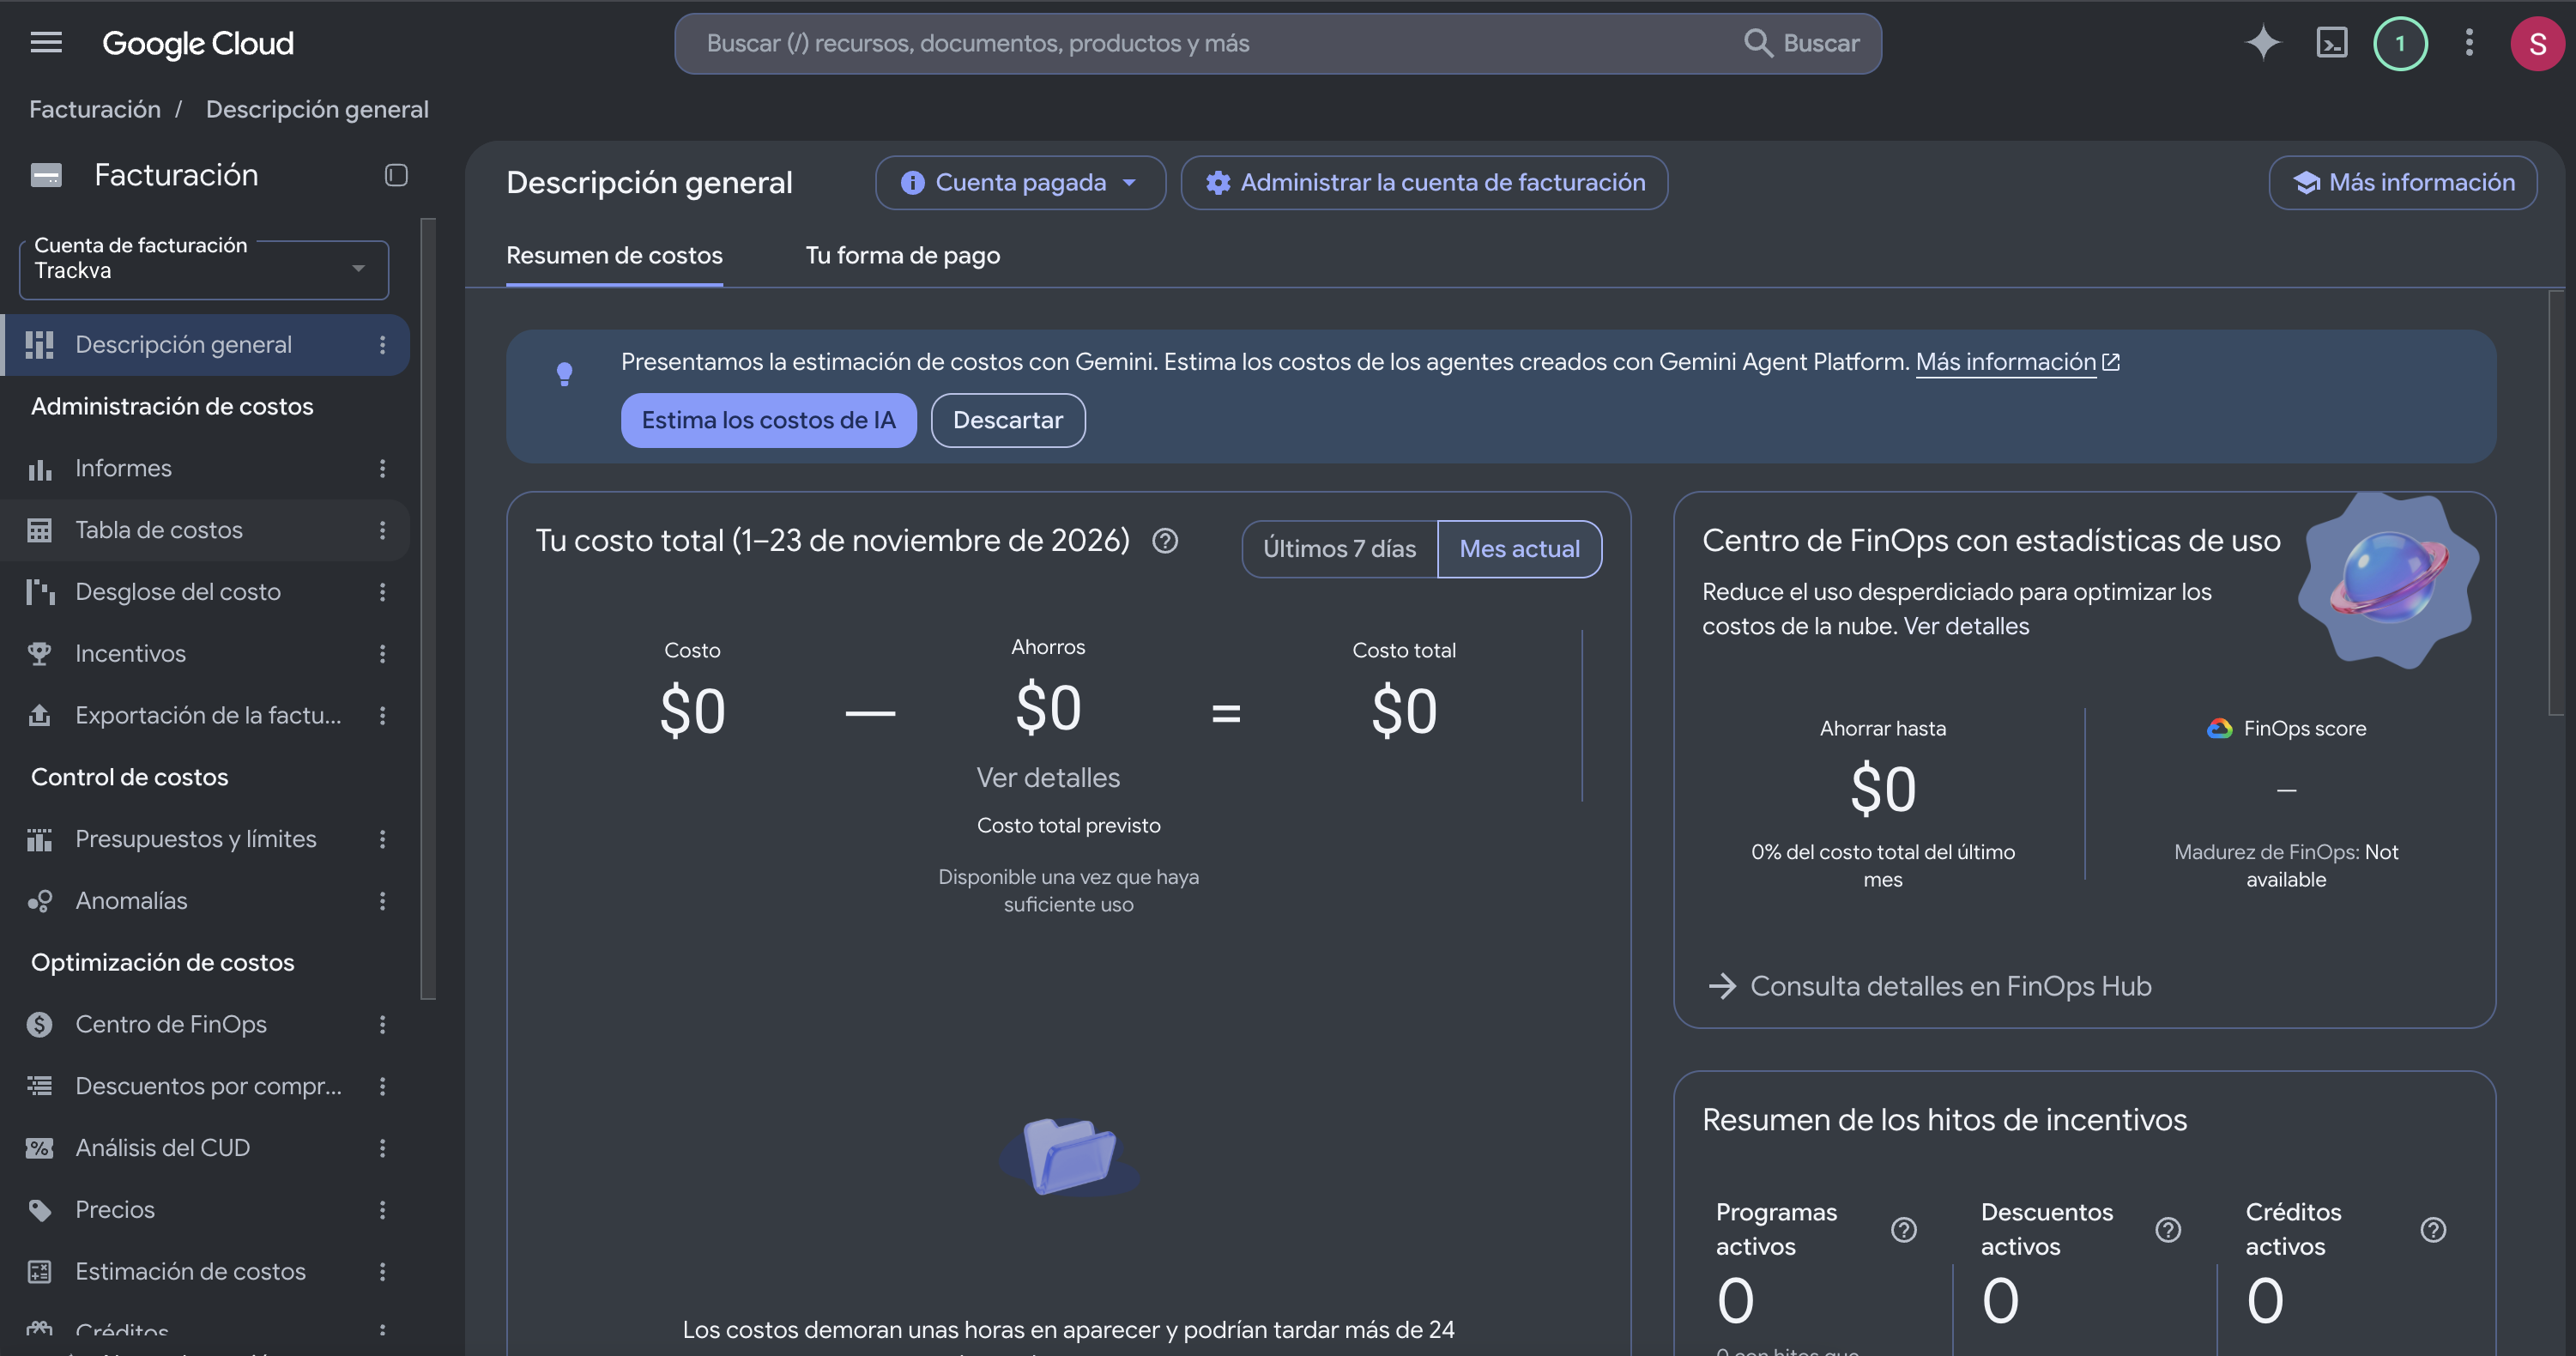 Google Cloud
Buscar (/) recursos, documentos, productos y más
Buscar
1
S
Facturación / Descripción general
Facturación
Cuenta de facturación
Trackva
Descripción general
Administración de costos
Informes
Tabla de costos
Desglose del costo
Incentivos
Exportación de la factu...
Control de costos
Presupuestos y límites
Anomalías
Optimización de costos
Centro de FinOps
Descuentos por compr...
Análisis del CUD
Precios
Estimación de costos
Créditos
Descripción general
Cuenta pagada
Administrar la cuenta de facturación
Más información
Resumen de costos
Tu forma de pago
Presentamos la estimación de costos con Gemini. Estima los costos de los agentes creados con Gemini Agent Platform. Más información
Estima los costos de IA
Descartar
Tu costo total (1–23 de noviembre de 2026)
Últimos 7 días
Mes actual
Costo
$0
—
Ahorros
$0
=
Costo total
$0
Ver detalles
Costo total previsto
Disponible una vez que haya
suficiente uso
Los costos demoran unas horas en aparecer y podrían tardar más de 24
Centro de FinOps con estadísticas de uso
Reduce el uso desperdiciado para optimizar los
costos de la nube. Ver detalles
Ahorrar hasta
$0
0% del costo total del último
mes
FinOps score
–
Madurez de FinOps: Not
available
Consulta detalles en FinOps Hub
Resumen de los hitos de incentivos
Programas
activos
0
Descuentos
activos
0
Créditos
activos
0